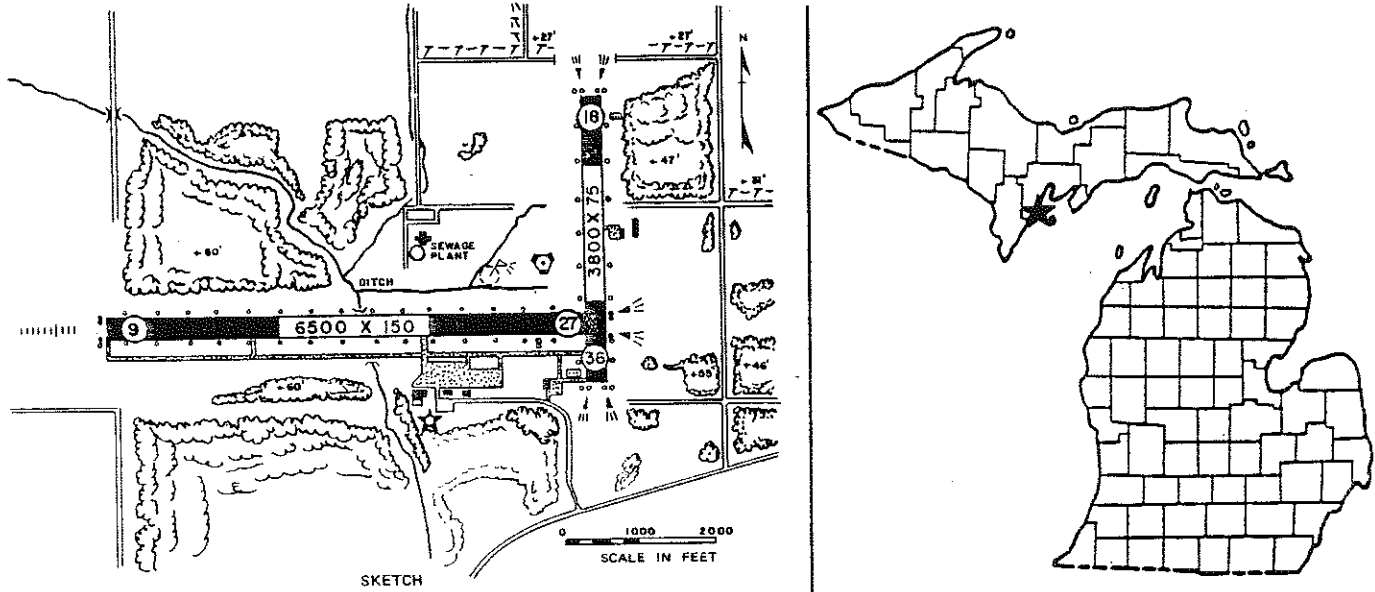 +27'
T-T-T-T-T
+27'
-T-T-T
N
18
+47'
+31'
T-T-T
3800 X 75
SEWAGE
PLANT
+60'
DITCH
9
6500 X 150
27
36
+60'
+55'
+46'
0 1000 2000
SCALE IN FEET
SKETCH